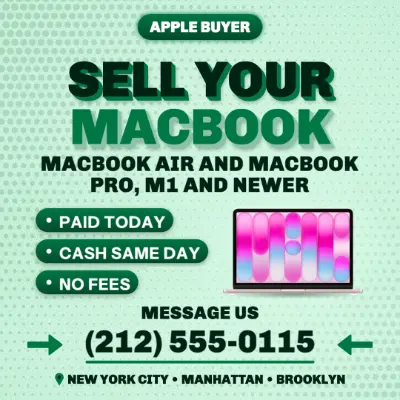 APPLE BUYER
SELL YOUR
MACBOOK
MACBOOK AIR AND MACBOOK
PRO, M1 AND NEWER
• PAID TODAY
• CASH SAME DAY
• NO FEES
MESSAGE US
(212) 555-0115
NEW YORK CITY • MANHATTAN • BROOKLYN